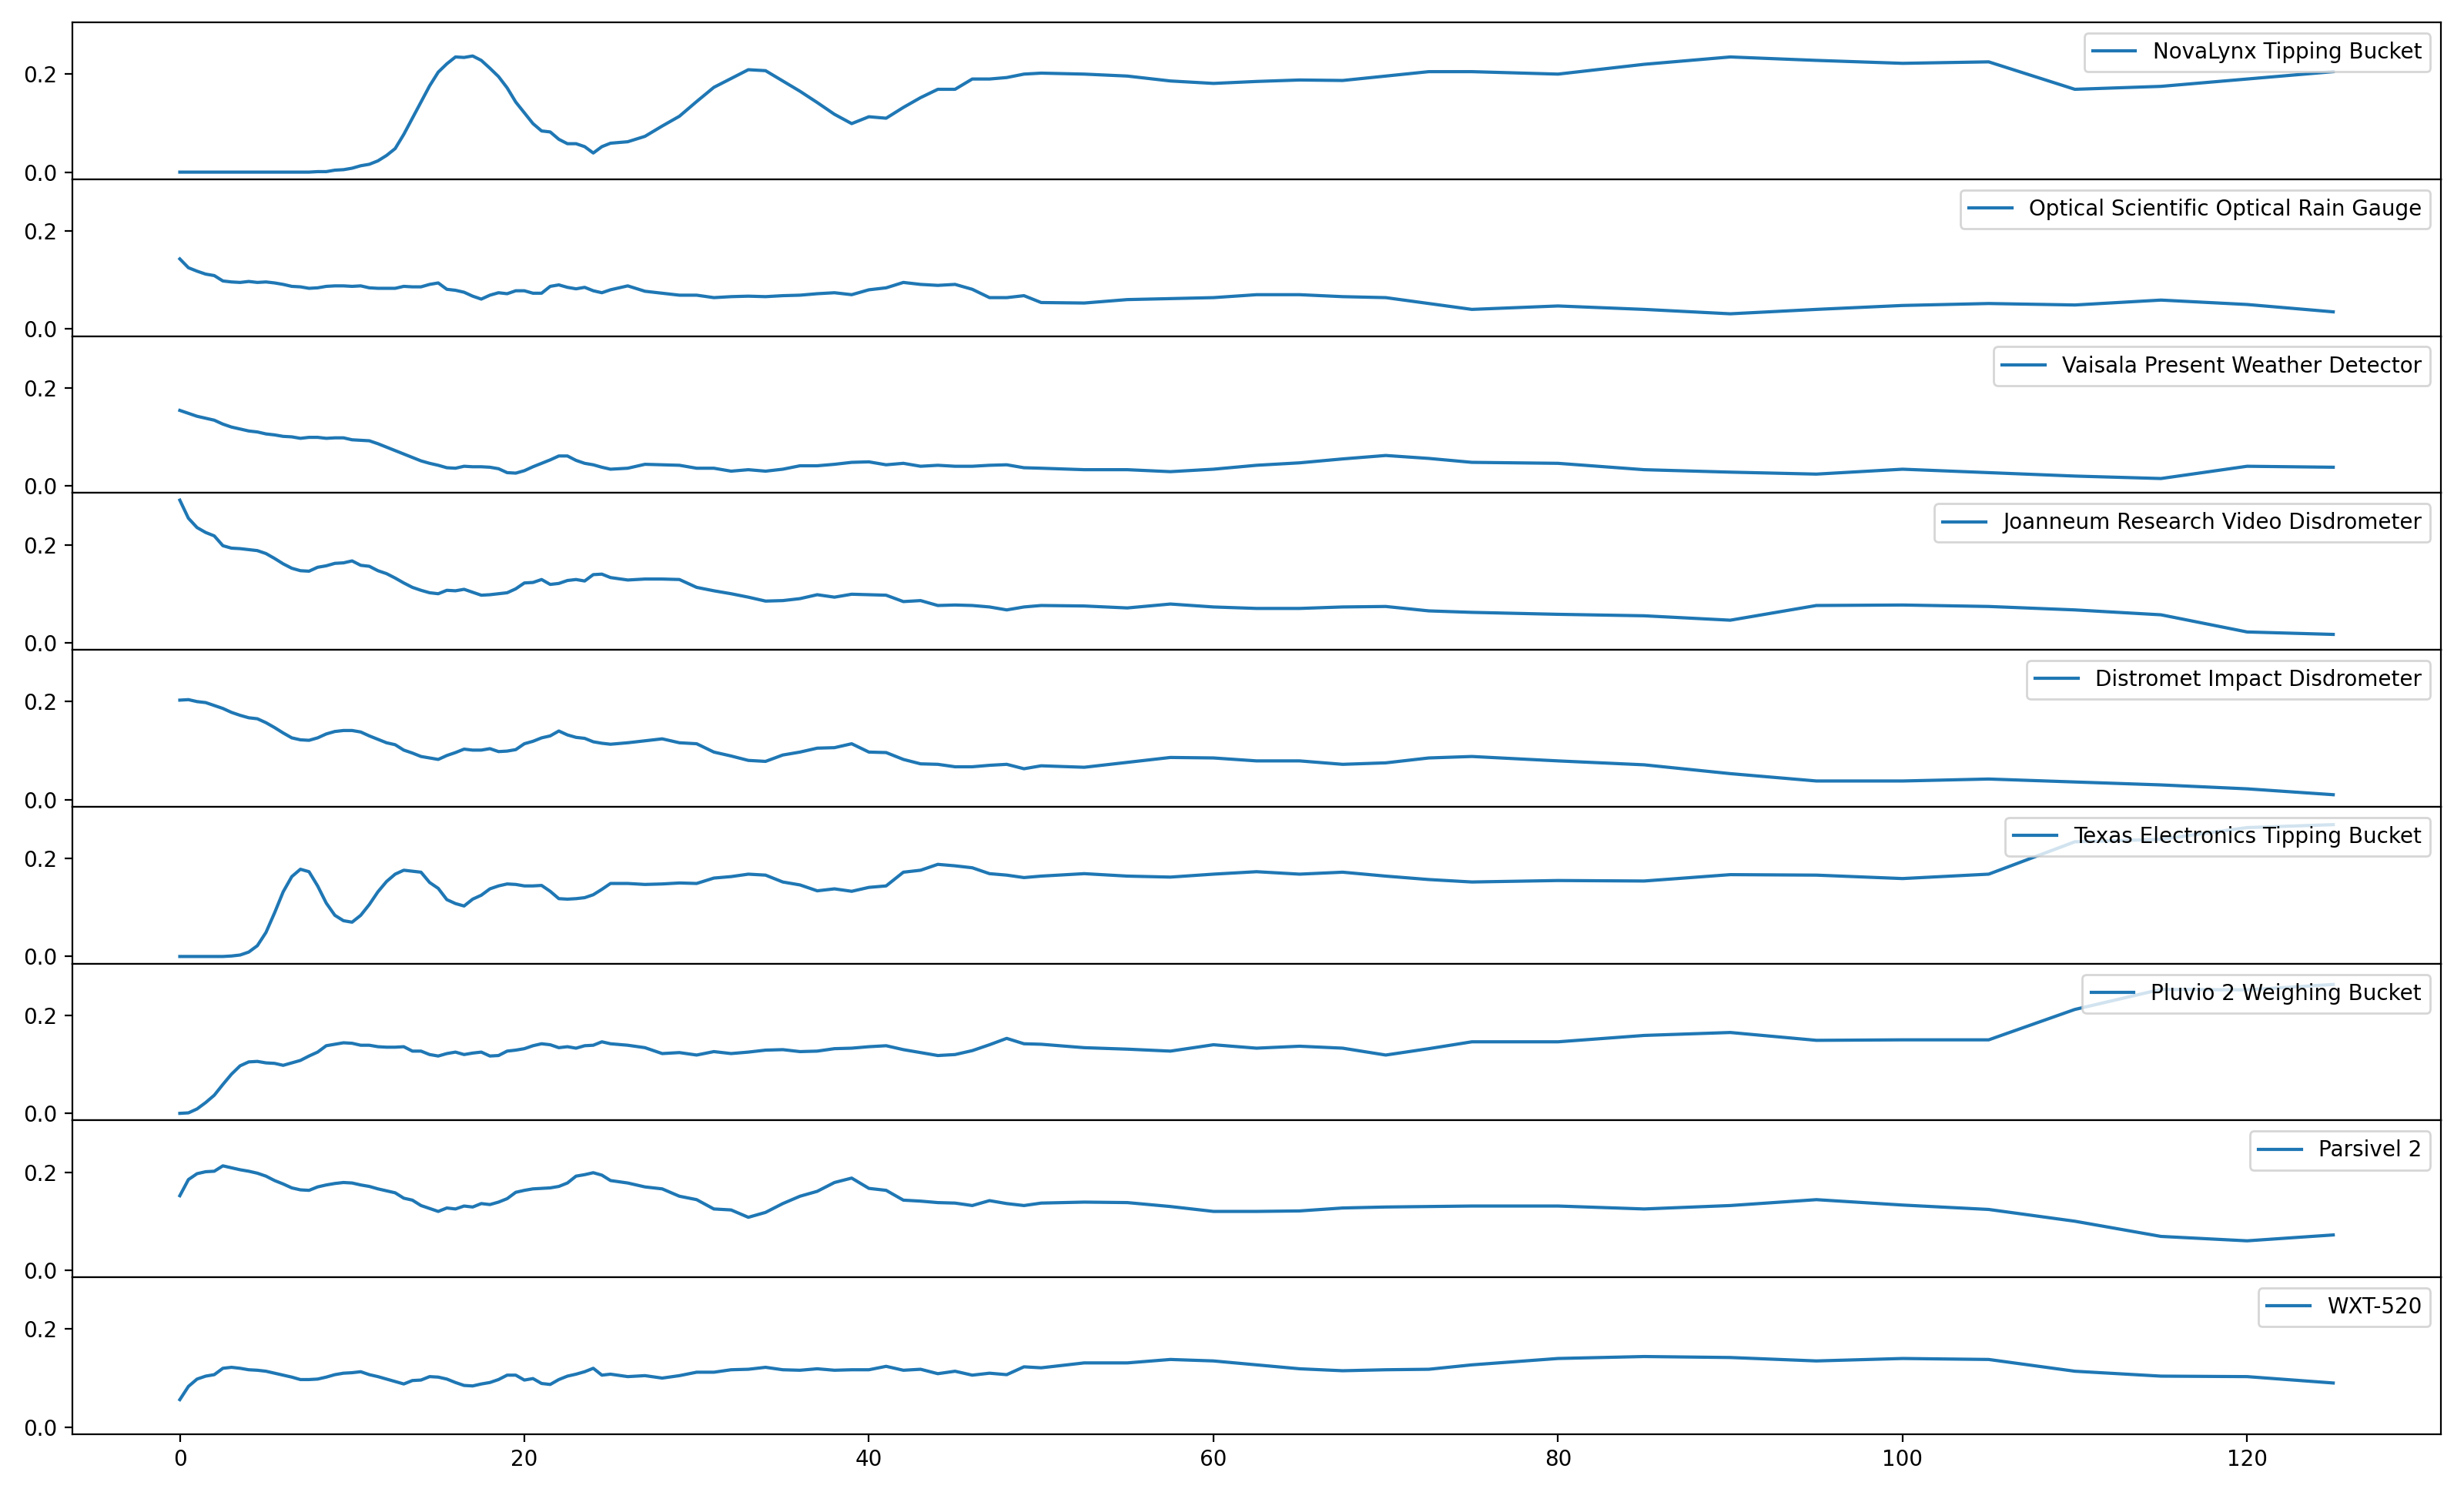 0.2
NovaLynx Tipping Bucket
0.0
0.2
Optical Scientific Optical Rain Gauge
0.0
0.2
Vaisala Present Weather Detector
0.0
0.2
Joanneum Research Video Disdrometer
0.0
0.2
Distromet Impact Disdrometer
0.0
0.2
Texas Electronics Tipping Bucket
0.0
0.2
Pluvio 2 Weighing Bucket
0.0
0.2
Parsivel 2
0.0
0.2
WXT-520
0.0
0 20 40 60 80 100 120